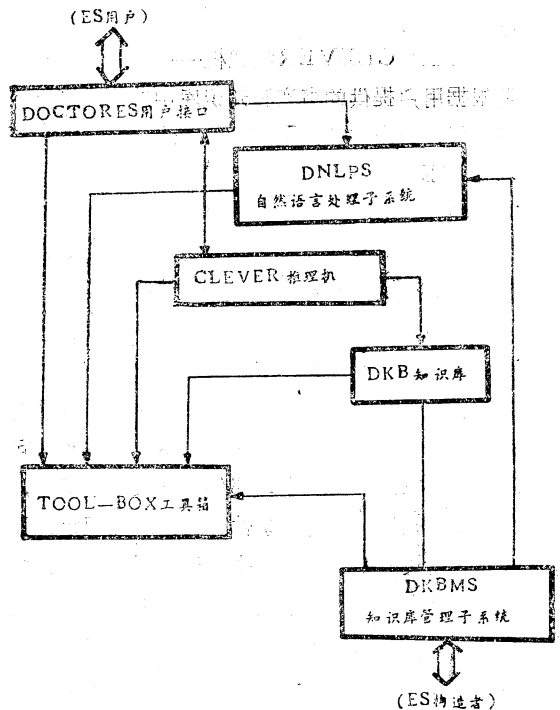 (ES用户)
DOCTORES用户接口
DNLPS
自然语言处理子系统
CLEVER推理机
DKB知识库
TOOL—BOX工具箱
DKBMS
知识库管理子系统
(ES构造者)